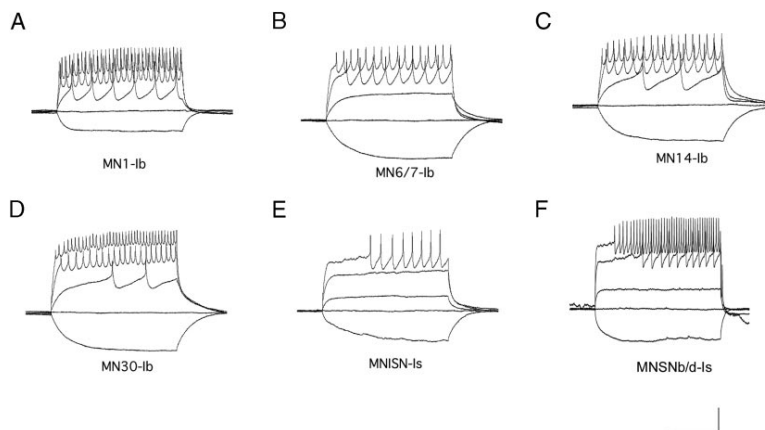 A
B
C
MN1-Ib
MN6/7-Ib
MN14-Ib
D
E
F
MN30-Ib
MNISN-Is
MNSNb/d-Is